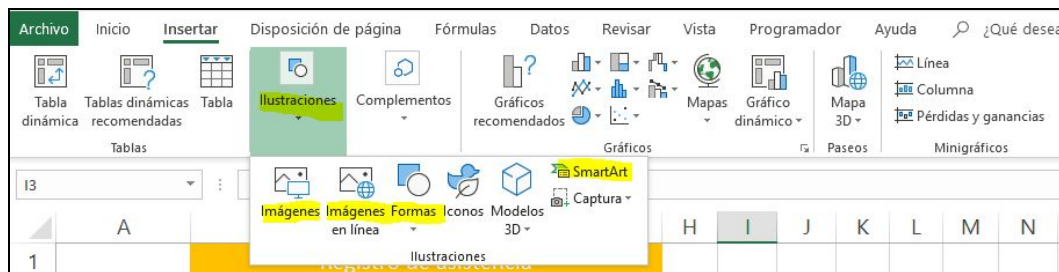 Archivo Inicio Insertar Disposición de página Fórmulas Datos Revisar Vista Programador Ayuda ¿Qué desea
Tabla dinámica
Tablas dinámicas recomendadas
Tabla
Ilustraciones
Complementos
Gráficos recomendados
Mapas
Gráfico dinámico
Mapa 3D
Línea
Columna
Pérdidas y ganancias
Tablas Gráficos Paseos Minigráficos
Imágenes
Imágenes en línea
Formas
Iconos
Modelos 3D
SmartArt
Captura
Ilustraciones
I3
A H I J K L M N
1 Registro de asistencia